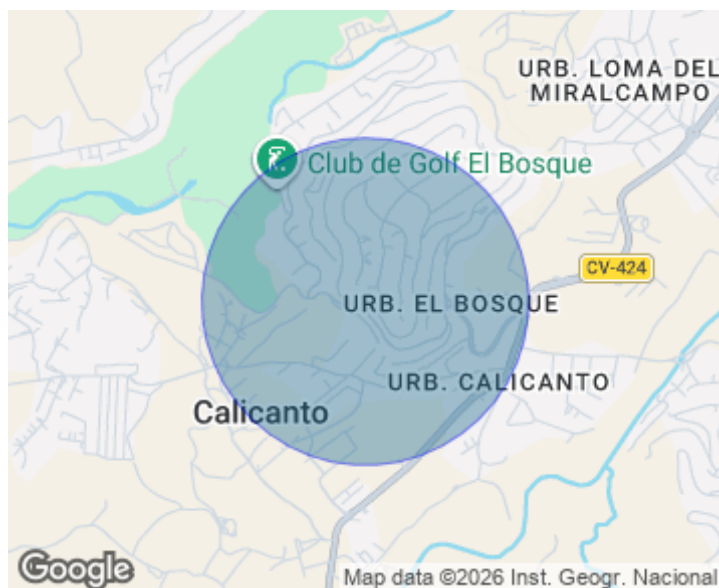 URB. LOMA DEL
MIRALCAMPO
Club de Golf El Bosque
CV-424
URB. EL BOSQUE
URB. CALICANTO
Calicanto
Google
Map data ©2026 Inst. Geogr. Nacional